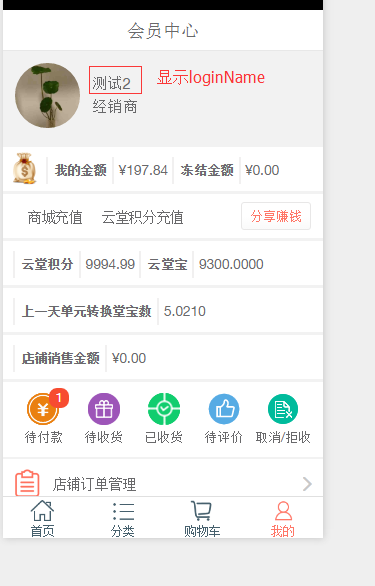 会员中心
测试2 显示loginName
经销商
我的金额 ¥197.84 冻结金额 ¥0.00
商城充值 云堂积分充值 分享赚钱
云堂积分 9994.99 云堂宝 9300.0000
上一天单元转换堂宝数 5.0210
店铺销售金额 ¥0.00
1
待付款 待收货 已收货 待评价 取消/拒收
店铺订单管理
首页 分类 购物车 我的